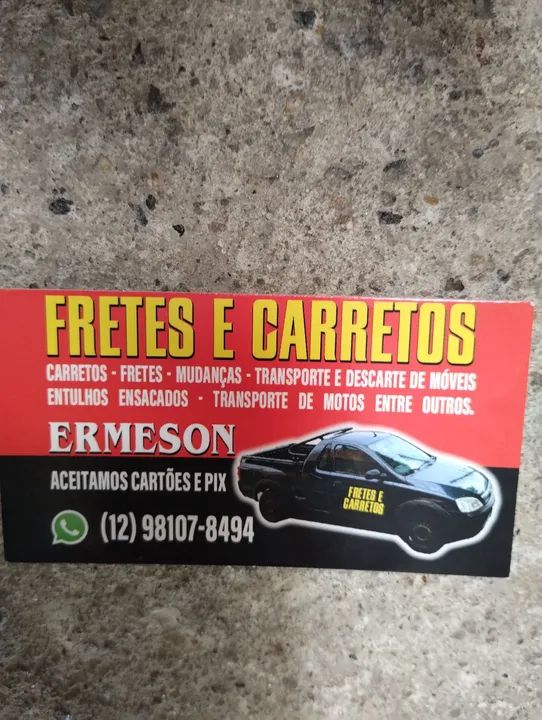 FRETES E CARRETOS
CARRETOS - FRETES - MUDANÇAS - TRANSPORTE E DESCARTE DE MÓVEIS
ENTULHOS ENSACADOS - TRANSPORTE DE MOTOS ENTRE OUTROS.
ERMESON
ACEITAMOS CARTÕES E PIX
(12) 98107-8494
FRETES E
CARRETOS